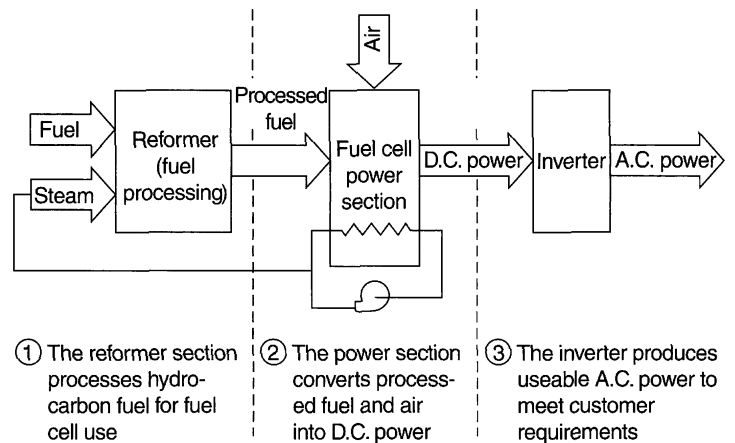 Air
Processed
fuel
Fuel
Reformer
(fuel
processing)
Steam
Fuel cell
power
section
D.C. power
Inverter
A.C. power
① The reformer section
processes hydro-
carbon fuel for fuel
cell use
② The power section
converts process-
ed fuel and air
into D.C. power
③ The inverter produces
useable A.C. power to
meet customer
requirements